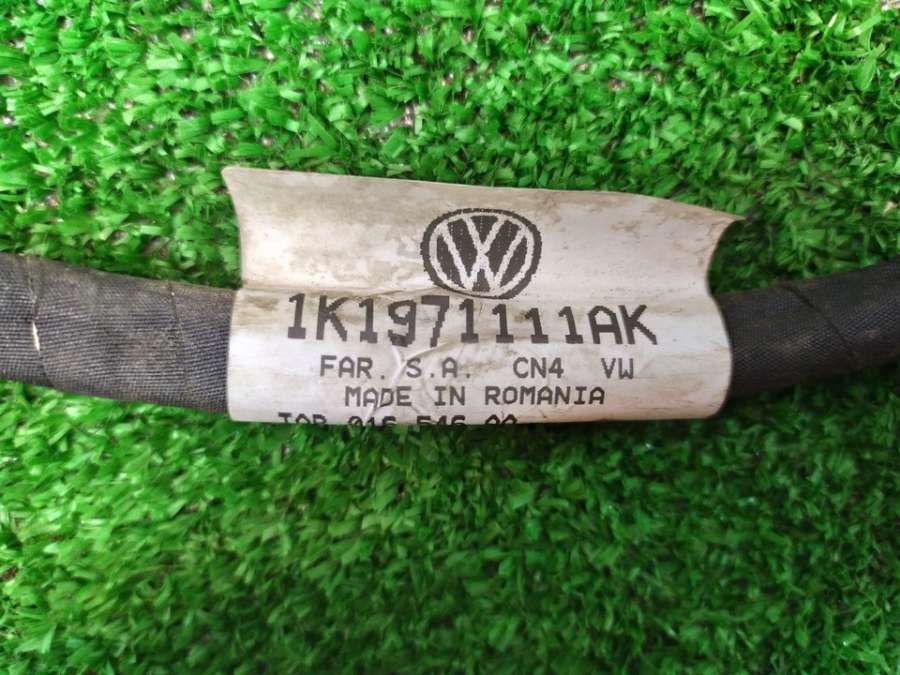 1K1971111AK
FAR. S.A. CN4 VW
MADE IN ROMANIA